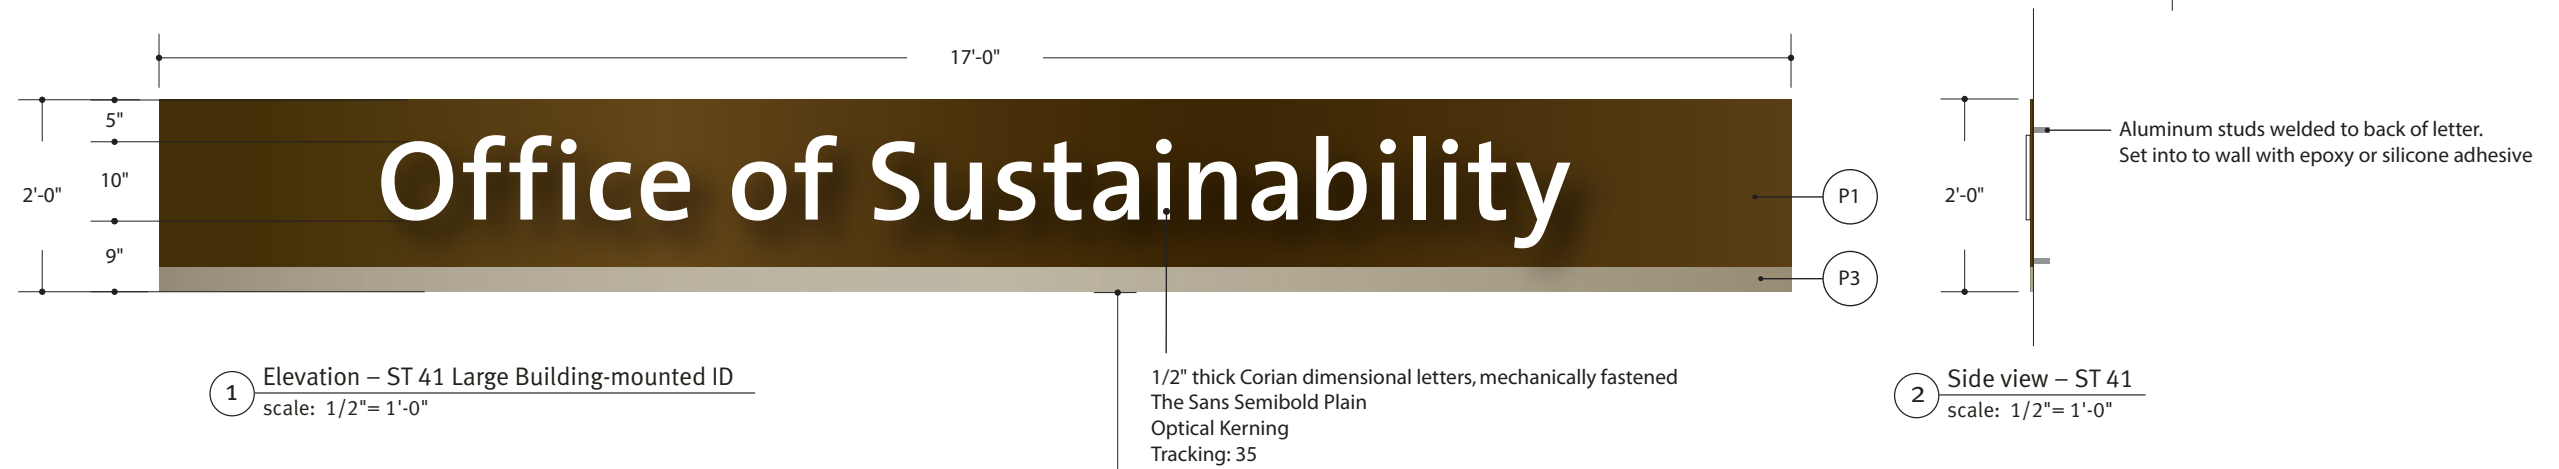 17'-0"
5"
10"
2'-0"
9"
Office of Sustainability
P1
P3
2'-0"
Aluminum studs welded to back of letter.
Set into to wall with epoxy or silicone adhesive
1 Elevation – ST 41 Large Building-mounted ID
scale: 1/2"= 1'-0"
1/2" thick Corian dimensional letters, mechanically fastened
The Sans Semibold Plain
Optical Kerning
Tracking: 35
2 Side view – ST 41
scale: 1/2"= 1'-0"